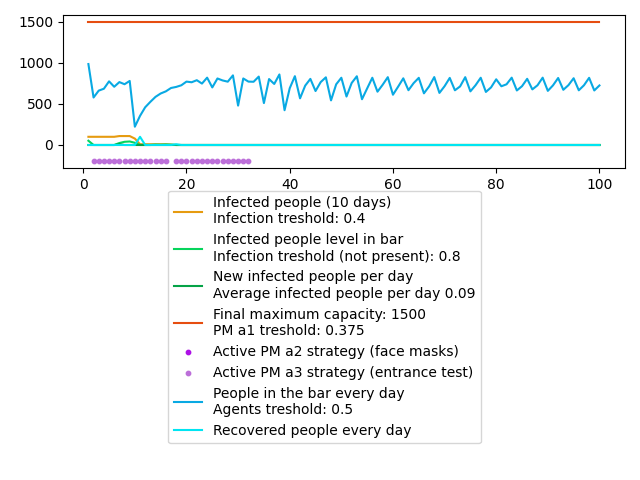 1500
1000
500
0
0 20 40 60 80 100
Infected people (10 days)
Infection treshold: 0.4
Infected people level in bar
Infection treshold (not present): 0.8
New infected people per day
Average infected people per day 0.09
Final maximum capacity: 1500
PM a1 treshold: 0.375
Active PM a2 strategy (face masks)
Active PM a3 strategy (entrance test)
People in the bar every day
Agents treshold: 0.5
Recovered people every day